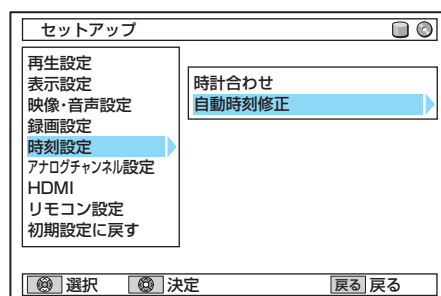 セットアップ
再生設定
表示設定
映像・音声設定
録画設定
時刻設定
アナログチャンネル設定
HDMI
リモコン設定
初期設定に戻す
時計合わせ
自動時刻修正
選択 決定 戻る 戻る